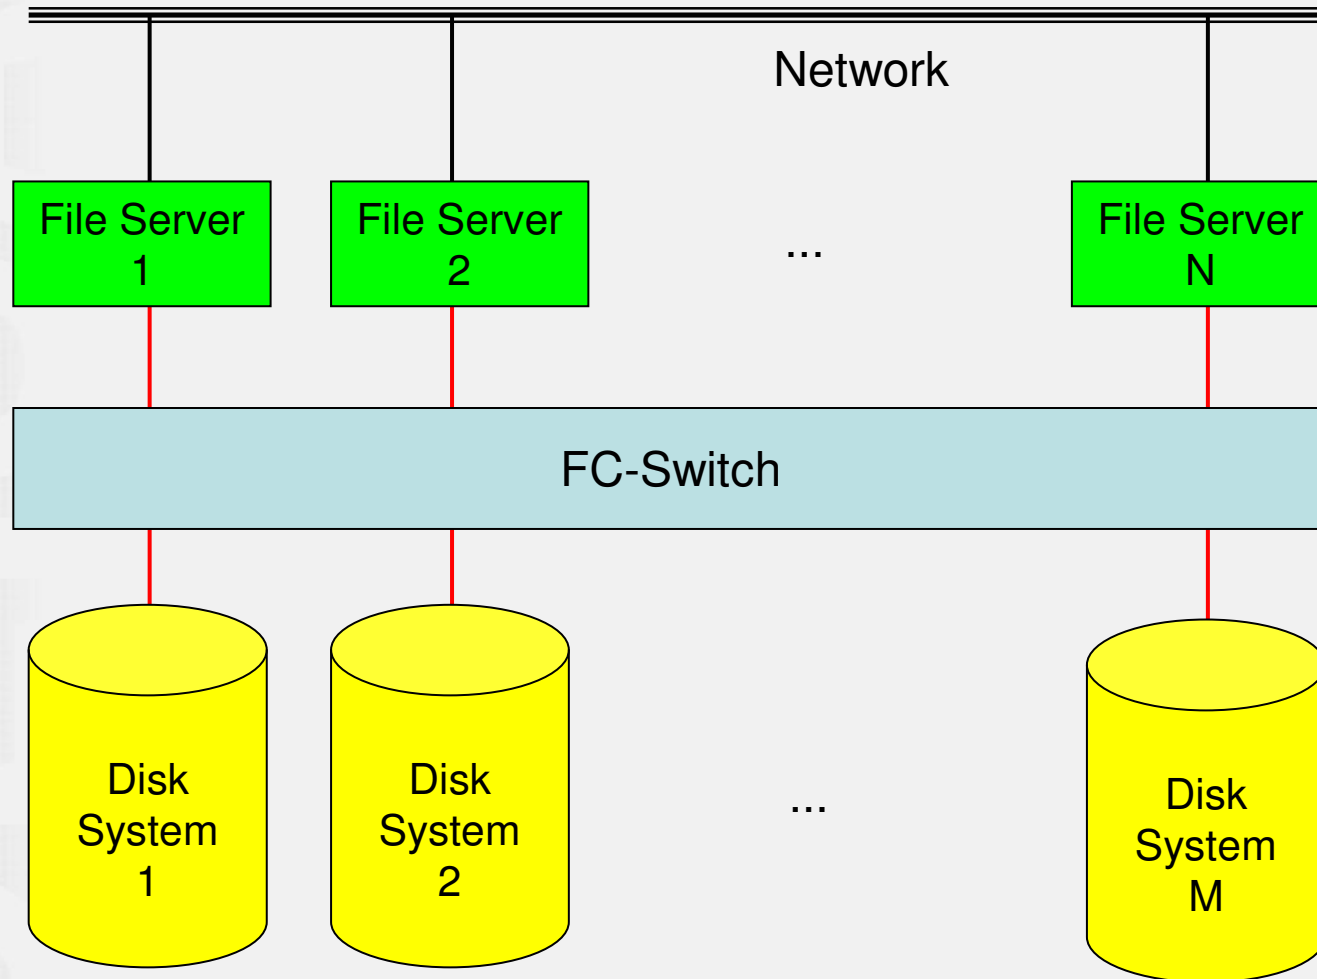 Network
File Server
1
File Server
2
...
File Server
N
FC-Switch
Disk
System
1
Disk
System
2
...
Disk
System
M